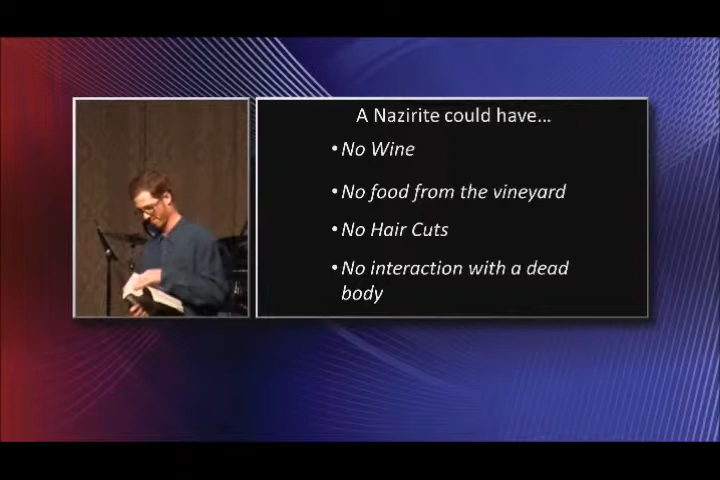 A Nazirite could have...
•No Wine
•No food from the vineyard
•No Hair Cuts
•No interaction with a dead
body